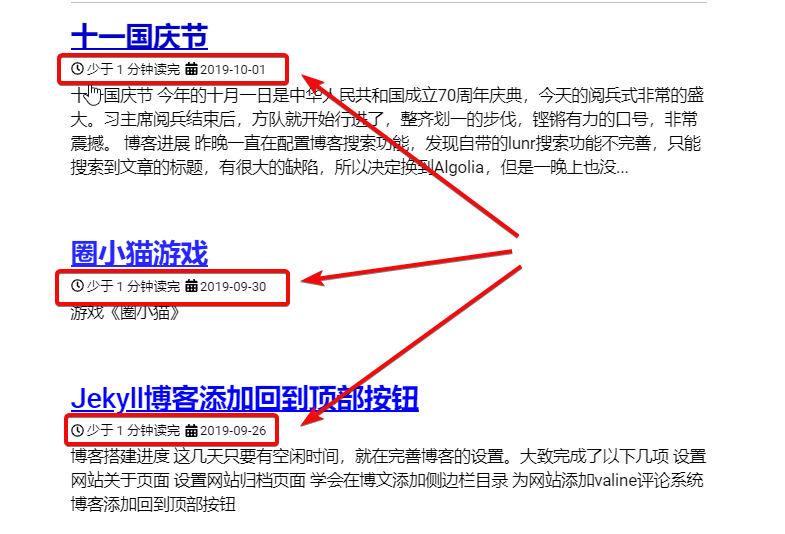 十一国庆节
少于 1 分钟读完 2019-10-01
十一国庆节 今年的十月一日是中华人民共和国成立70周年庆典，今天的阅兵式非常的盛
大。习主席阅兵结束后，方队就开始行进了，整齐划一的步伐，铿锵有力的口号，非常
震撼。 博客进展 昨晚一直在配置博客搜索功能，发现自带的lunr搜索功能不完善，只能
搜索到文章的标题，有很大的缺陷，所以决定换到Algolia，但是一晚上也没...
圈小猫游戏
少于 1 分钟读完 2019-09-30
游戏《圈小猫》
Jekyll博客添加回到顶部按钮
少于 1 分钟读完 2019-09-26
博客搭建进度 这几天只要有空闲时间，就在完善博客的设置。大致完成了以下几项 设置
网站关于页面 设置网站归档页面 学会在博文添加侧边栏目录 为网站添加valine评论系统
博客添加回到顶部按钮